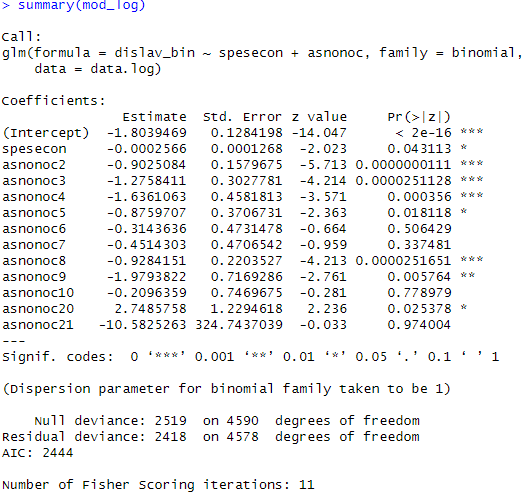 > summary(mod_log)
Call:
glm(formula = dislav_bin ~ spesecon + asnonoc, family = binomial,
    data = data.log)
Coefficients:
              Estimate  Std. Error z value     Pr(>|z|)
(Intercept)  -1.8039469   0.1284198 -14.047      < 2e-16 ***
spesecon     -0.0002566   0.0001268  -2.023     0.043113 *
asnonoc2     -0.9025084   0.1579675  -5.713 0.0000000111 ***
asnonoc3     -1.2758411   0.3027781  -4.214 0.0000251128 ***
asnonoc4     -1.6361063   0.4581813  -3.571     0.000356 ***
asnonoc5     -0.8759707   0.3706731  -2.363     0.018118 *
asnonoc6     -0.3143636   0.4731478  -0.664     0.506429
asnonoc7     -0.4514303   0.4706542  -0.959     0.337481
asnonoc8     -0.9284151   0.2203527  -4.213 0.0000251651 ***
asnonoc9     -1.9793822   0.7169286  -2.761     0.005764 **
asnonoc10    -0.2096359   0.7469675  -0.281     0.778979
asnonoc20     2.7485758   1.2294618   2.236     0.025378 *
asnonoc21   -10.5825263 324.7437039  -0.033     0.974004
---
Signif. codes:  0 ‘***’ 0.001 ‘**’ 0.01 ‘*’ 0.05 ‘.’ 0.1 ‘ ’ 1
(Dispersion parameter for binomial family taken to be 1)
    Null deviance: 2519  on 4590  degrees of freedom
Residual deviance: 2418  on 4578  degrees of freedom
AIC: 2444
Number of Fisher Scoring iterations: 11